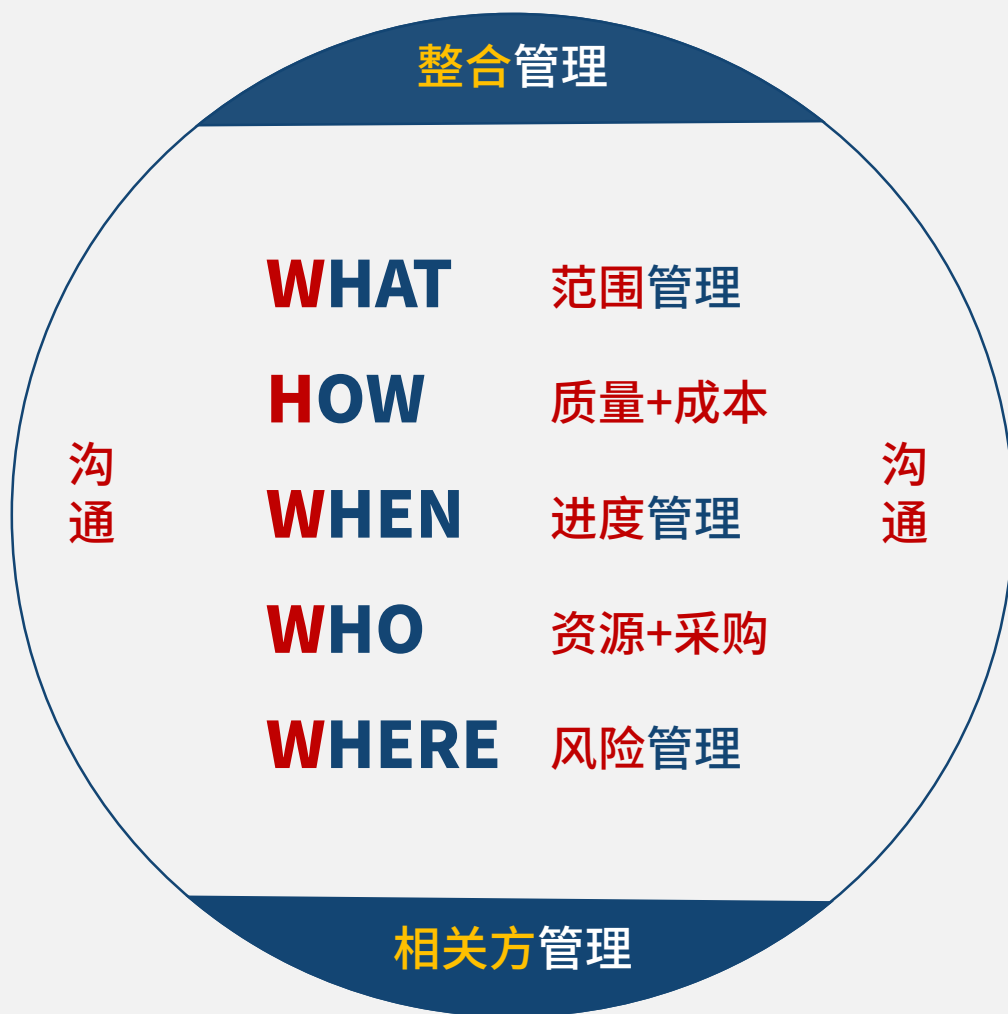 整合管理
WHAT 范围管理
HOW 质量+成本
沟通
沟通
WHEN 进度管理
WHO 资源+采购
WHERE 风险管理
相关方管理